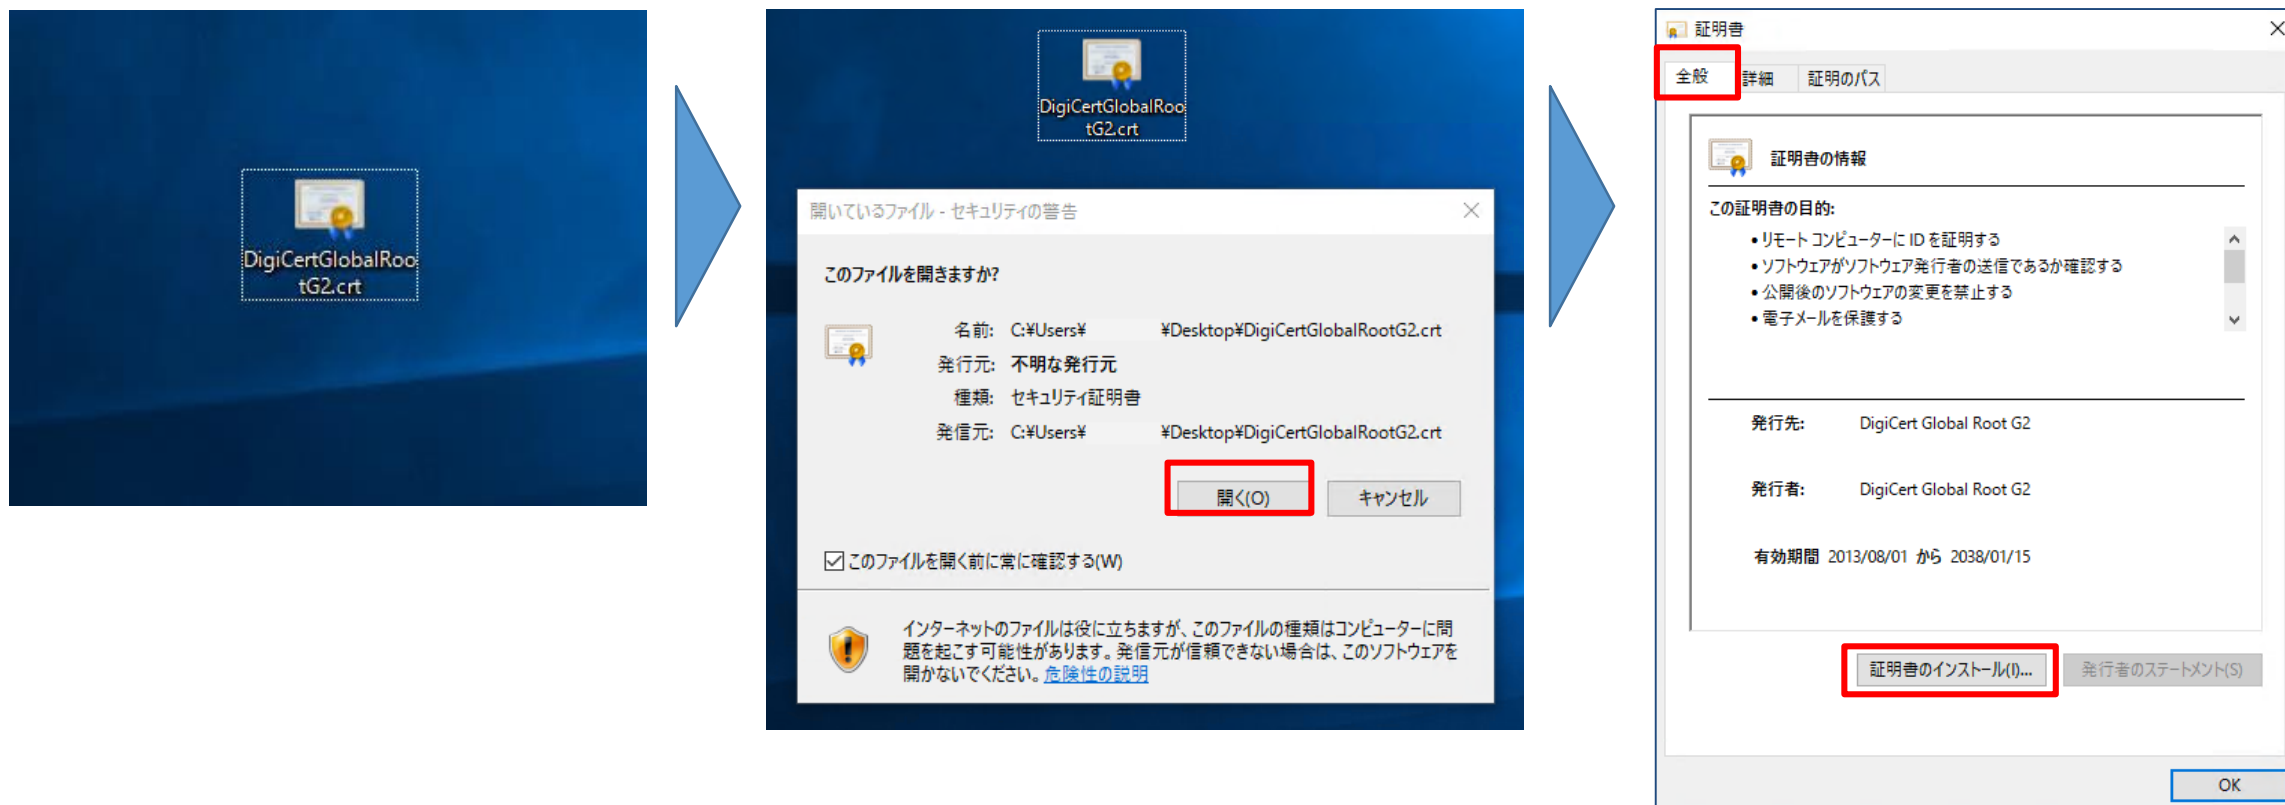 DigiCertGlobalRoo
tG2.crt
DigiCertGlobalRoo
tG2.crt
開いているファイル - セキュリティの警告
このファイルを開きますか?
名前: C:¥Users¥ ¥Desktop¥DigiCertGlobalRootG2.crt
発行元: 不明な発行元
種類: セキュリティ証明書
発信元: C:¥Users¥ ¥Desktop¥DigiCertGlobalRootG2.crt
開く(O) キャンセル
このファイルを開く前に常に確認する(W)
インターネットのファイルは役に立ちますが、このファイルの種類はコンピューターに問
題を起こす可能性があります。発信元が信頼できない場合は、このソフトウェアを
開かないでください。危険性の説明
証明書
全般 詳細 証明のパス
証明書の情報
この証明書の目的:
• リモート コンピューターに ID を証明する
• ソフトウェアがソフトウェア発行者の送信であるか確認する
• 公開後のソフトウェアの変更を禁止する
• 電子メールを保護する
発行先: DigiCert Global Root G2
発行者: DigiCert Global Root G2
有効期間 2013/08/01 から 2038/01/15
証明書のインストール(I)... 発行者のステートメント(S)
OK